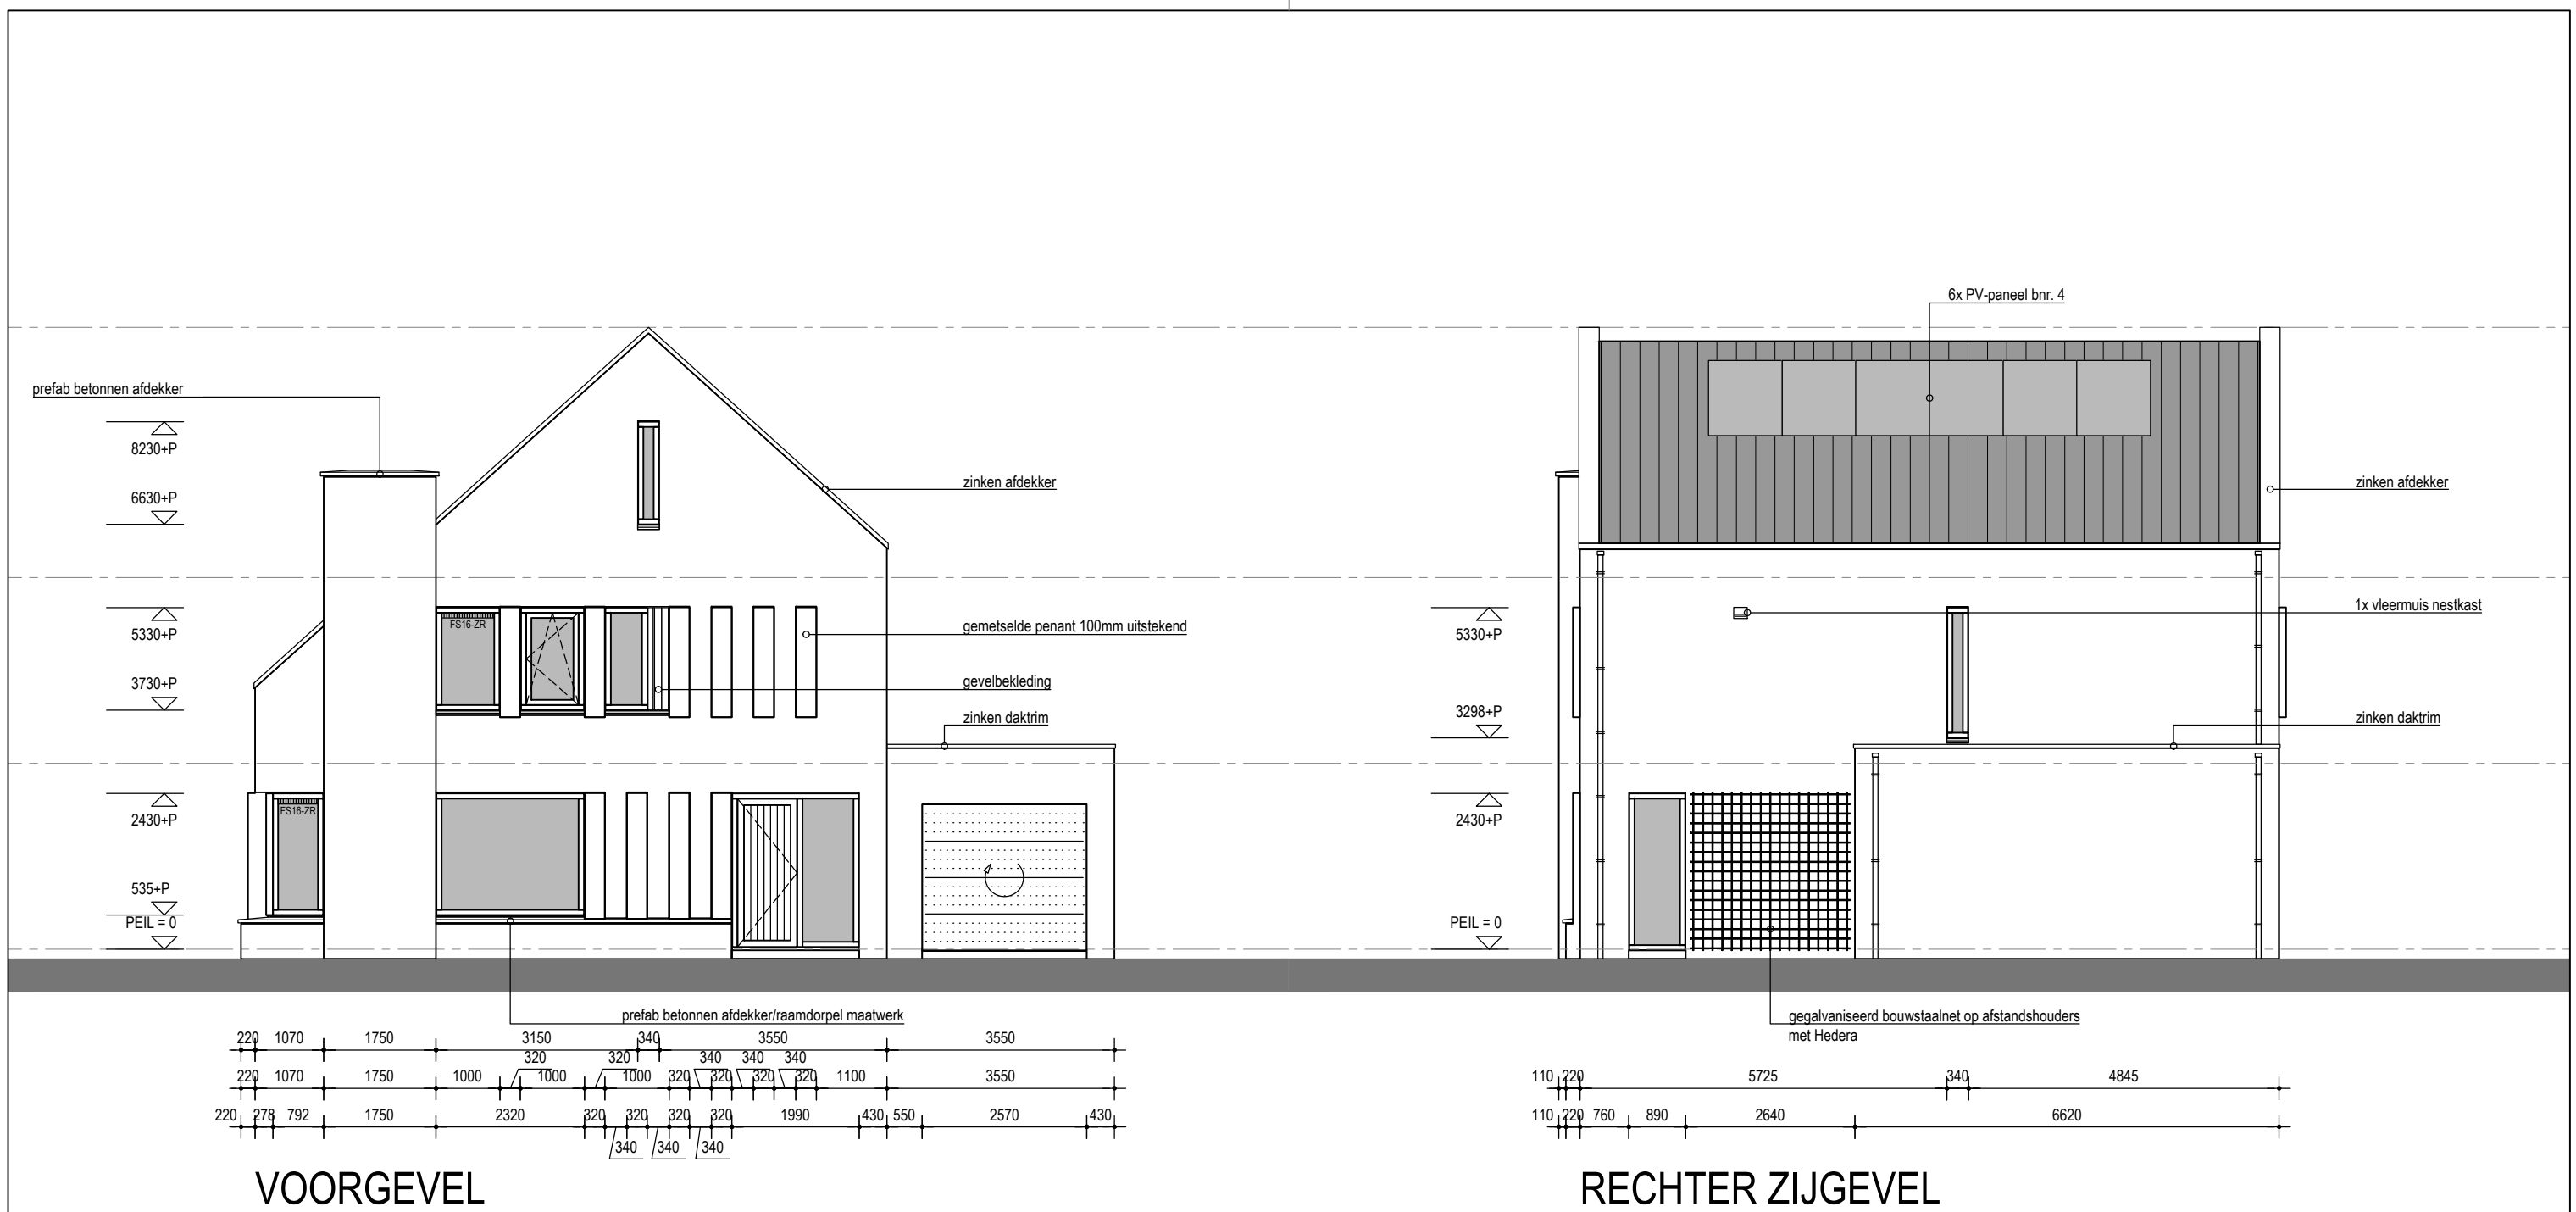 6x PV-paneel bnr. 4
prefab betonnen afdekker
8230+P
6630+P
zinken afdekker
zinken afdekker
5330+P
FS16-ZR
gemetselde penant 100mm uitstekend
5330+P
1x vleermuis nestkast
3730+P
gevelbekleding
3298+P
zinken daktrim
zinken daktrim
2430+P
FS16-ZR
2430+P
535+P
PEIL = 0
PEIL = 0
prefab betonnen afdekker/raamdorpel maatwerk
gegalvaniseerd bouwstaalnet op afstandshouders
met Hedera
220 1070 1750 3150 340 3550 3550
320 320 340 340 340
220 1070 1750 1000 1000 1000 320 320 320 320 1100 3550
110 220 5725 340 4845
220 278 792 1750 2320 320 320 320 320 1990 430 550 2570 430
110 220 760 890 2640 6620
340 340 340
VOORGEVEL
RECHTER ZIJGEVEL